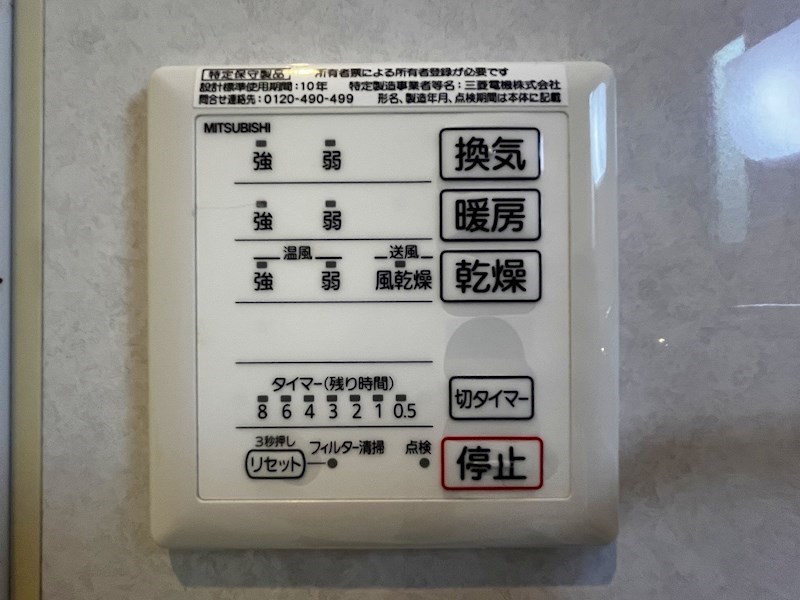 特定保守製品 所有者票による所有者登録が必要です
設計標準使用期間:10年 特定製造事業者等名:三菱電機株式会社
問合せ連絡先:0120-490-499 形名、製造年月、点検期間は本体に記載
MITSUBISHI
強 弱 換気
強 弱 暖房
温風 送風
強 弱 風乾燥 乾燥
タイマー(残り時間)
8 6 4 3 2 1 0.5 切タイマー
3秒押し
リセット フィルター清掃 点検 停止